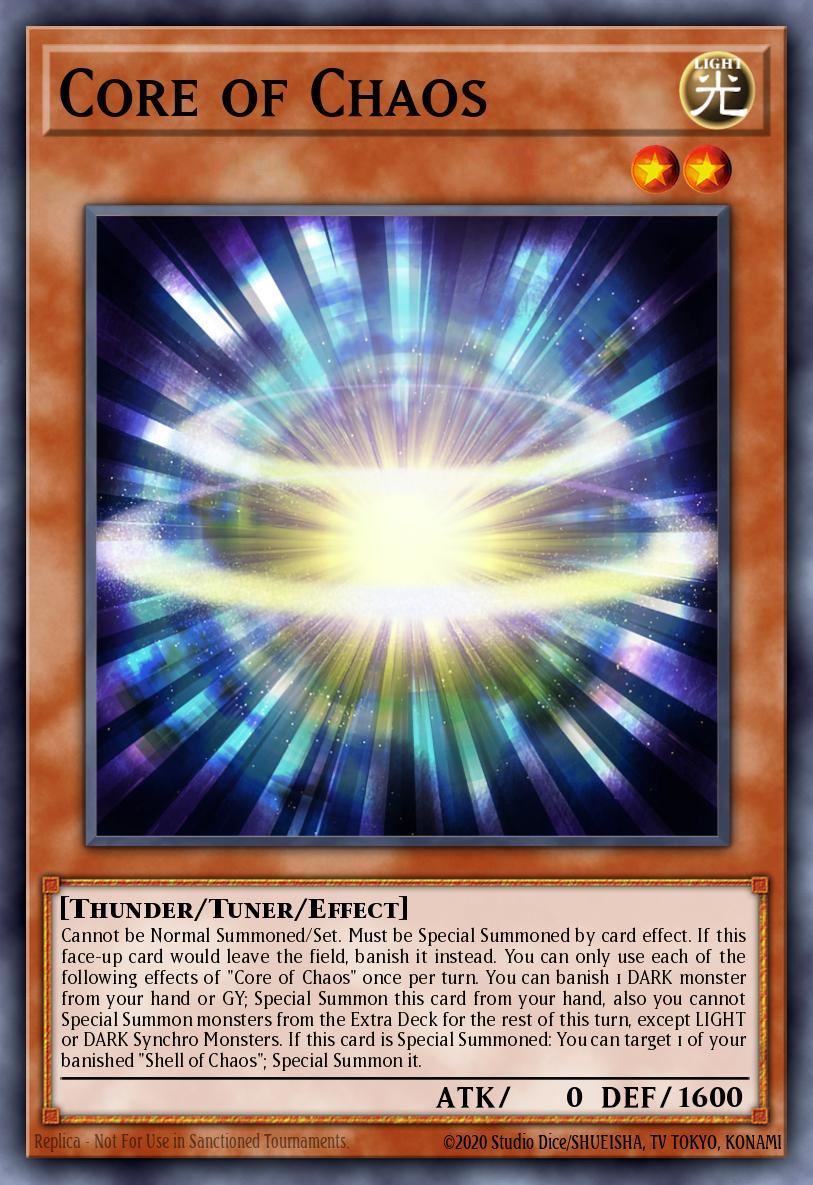 Core of Chaos
LIGHT
光
[Thunder/Tuner/Effect]
Cannot be Normal Summoned/Set. Must be Special Summoned by card effect. If this
face-up card would leave the field, banish it instead. You can only use each of the
following effects of "Core of Chaos" once per turn. You can banish 1 DARK monster
from your hand or GY; Special Summon this card from your hand, also you cannot
Special Summon monsters from the Extra Deck for the rest of this turn, except LIGHT
or DARK Synchro Monsters. If this card is Special Summoned: You can target 1 of your
banished "Shell of Chaos"; Special Summon it.
ATK/ 0 DEF/1600
Replica - Not For Use in Sanctioned Tournaments. ©2020 Studio Dice/SHUEISHA, TV TOKYO, KONAMI